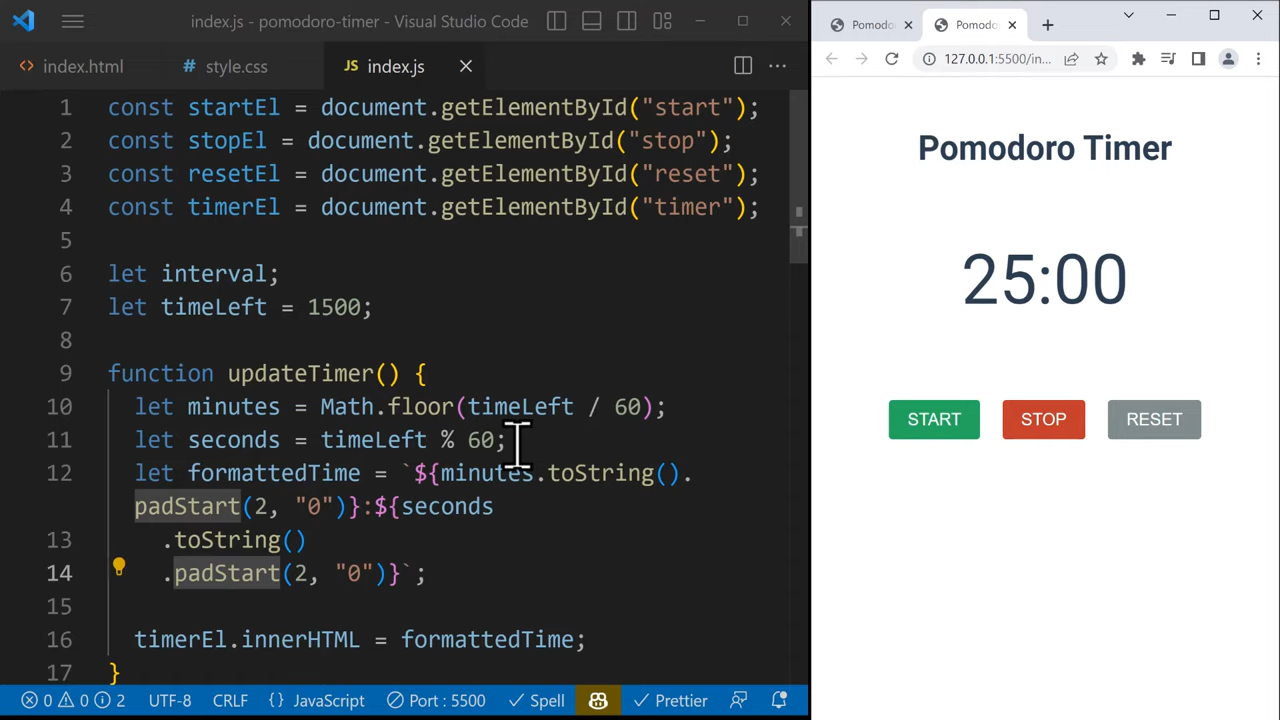 index.js - pomodoro-timer - Visual Studio Code
index.html
style.css
JS index.js
1 const startEl = document.getElementById("start");
2 const stopEl = document.getElementById("stop");
3 const resetEl = document.getElementById("reset");
4 const timerEl = document.getElementById("timer");
5
6 let interval;
7 let timeLeft = 1500;
8
9 function updateTimer() {
10 let minutes = Math.floor(timeLeft / 60);
11 let seconds = timeLeft % 60;
12 let formattedTime = `${minutes.toString().
padStart(2, "0")}:${seconds
13 .toString()
14 .padStart(2, "0")}`;
15
16 timerEl.innerHTML = formattedTime;
17 }
0 0 2 UTF-8 CRLF {} JavaScript Port : 5500 Spell Prettier
Pomodo
Pomodo
127.0.0.1:5500/in...
Pomodoro Timer
25:00
START
STOP
RESET